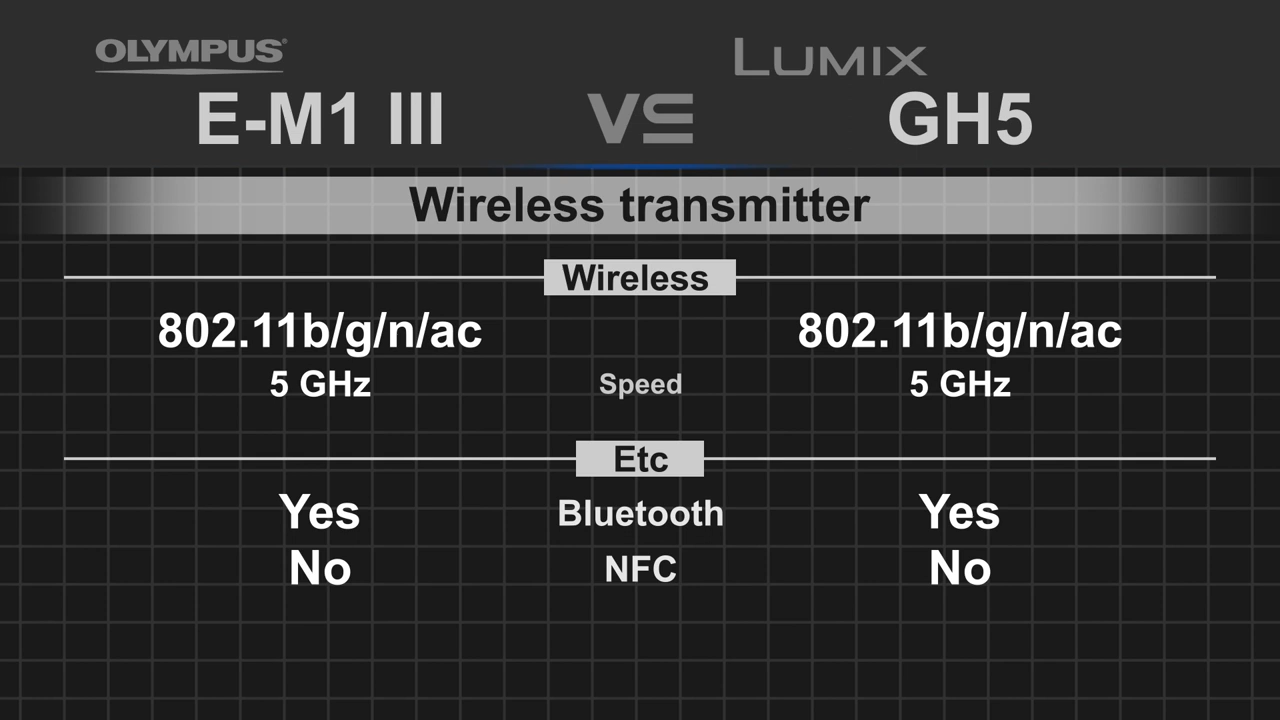 OLYMPUS LUMIX
E-M1 III VS GH5
Wireless transmitter
Wireless
802.11b/g/n/ac 802.11b/g/n/ac
5 GHz Speed 5 GHz
Etc
Yes Bluetooth Yes
No NFC No